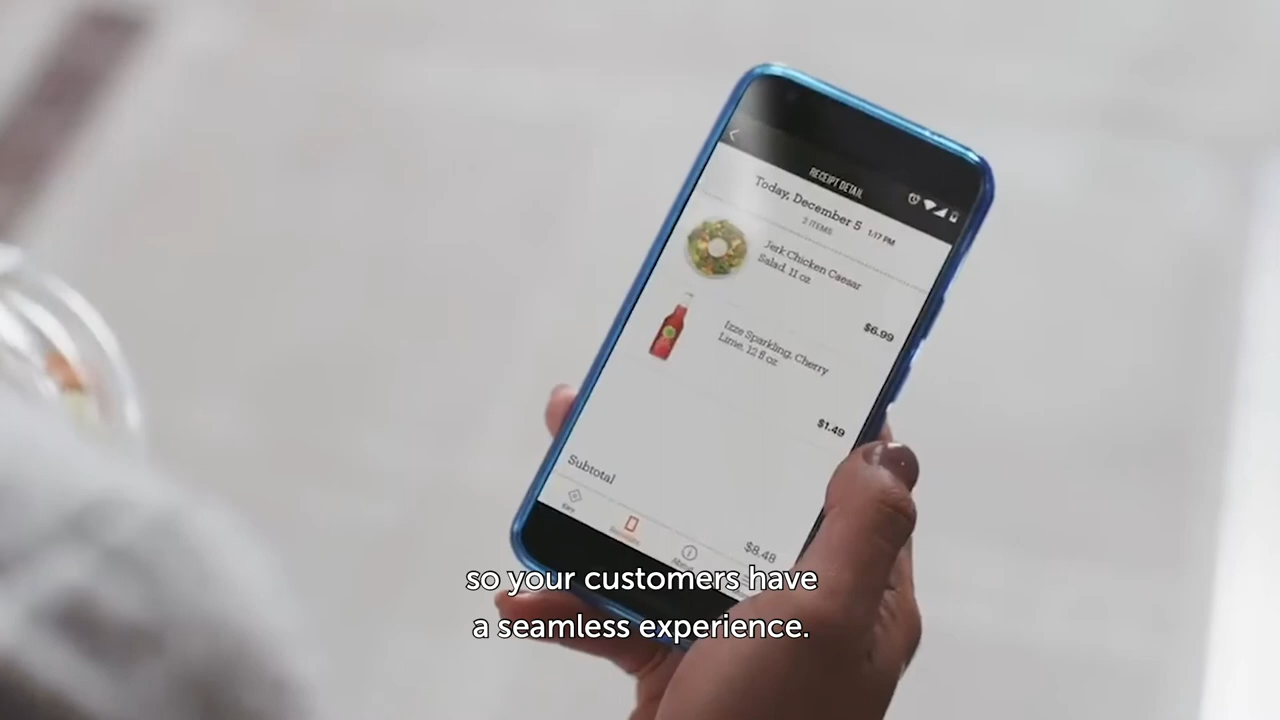 RECEIPT DETAIL
Today, December 5 1:17 PM
2 ITEMS
Jerk Chicken Caesar
Salad, 11 oz
$6.99
Izze Sparkling, Cherry
Lime, 12 fl oz
$1.49
Subtotal
$8.48
so your customers have
a seamless experience.